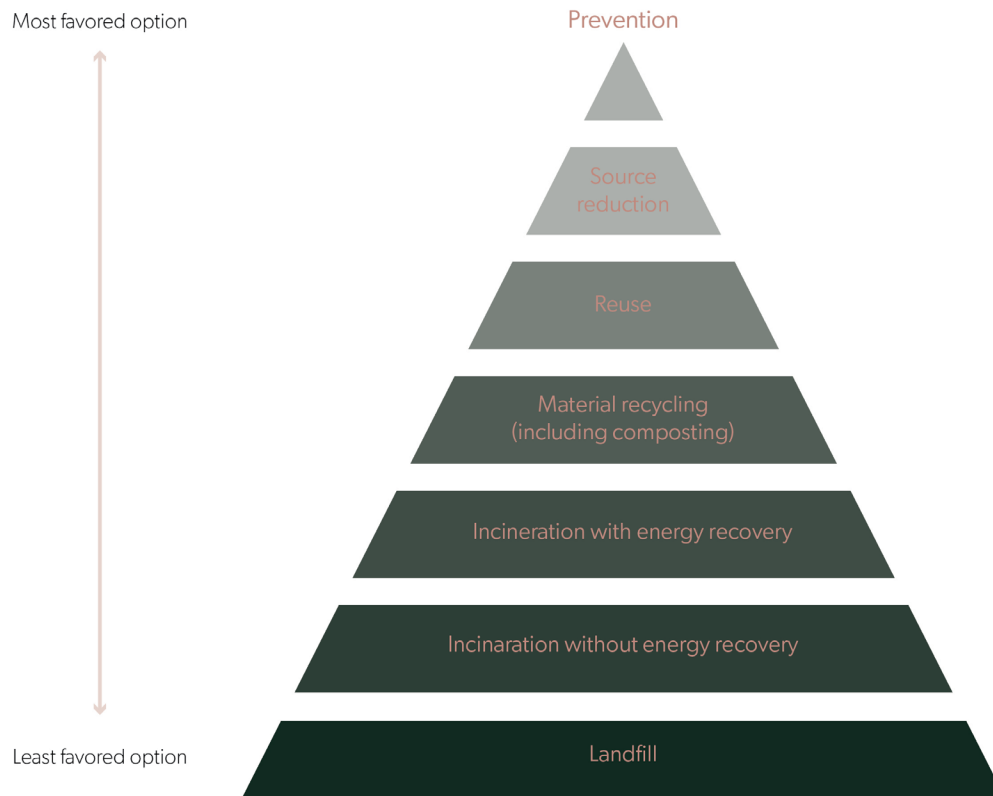 Most favored option
Prevention
Source
reduction
Reuse
Material recycling
(including composting)
Incineration with energy recovery
Incinaration without energy recovery
Least favored option
Landfill